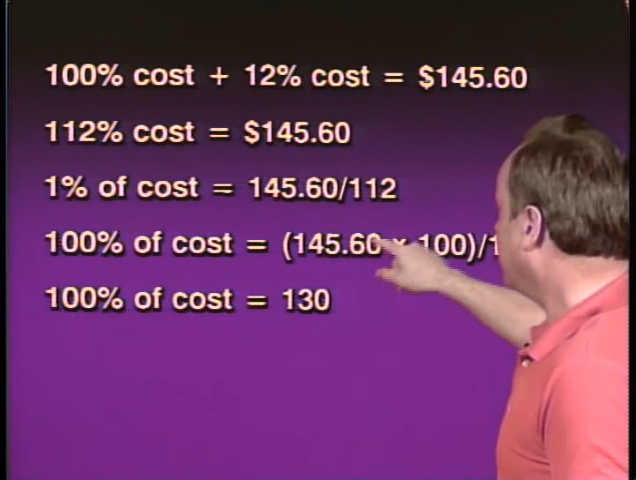 100% cost + 12% cost = $145.60
112% cost = $145.60
1% of cost = 145.60/112
100% of cost = (145.60 x 100)/1
100% of cost = 130